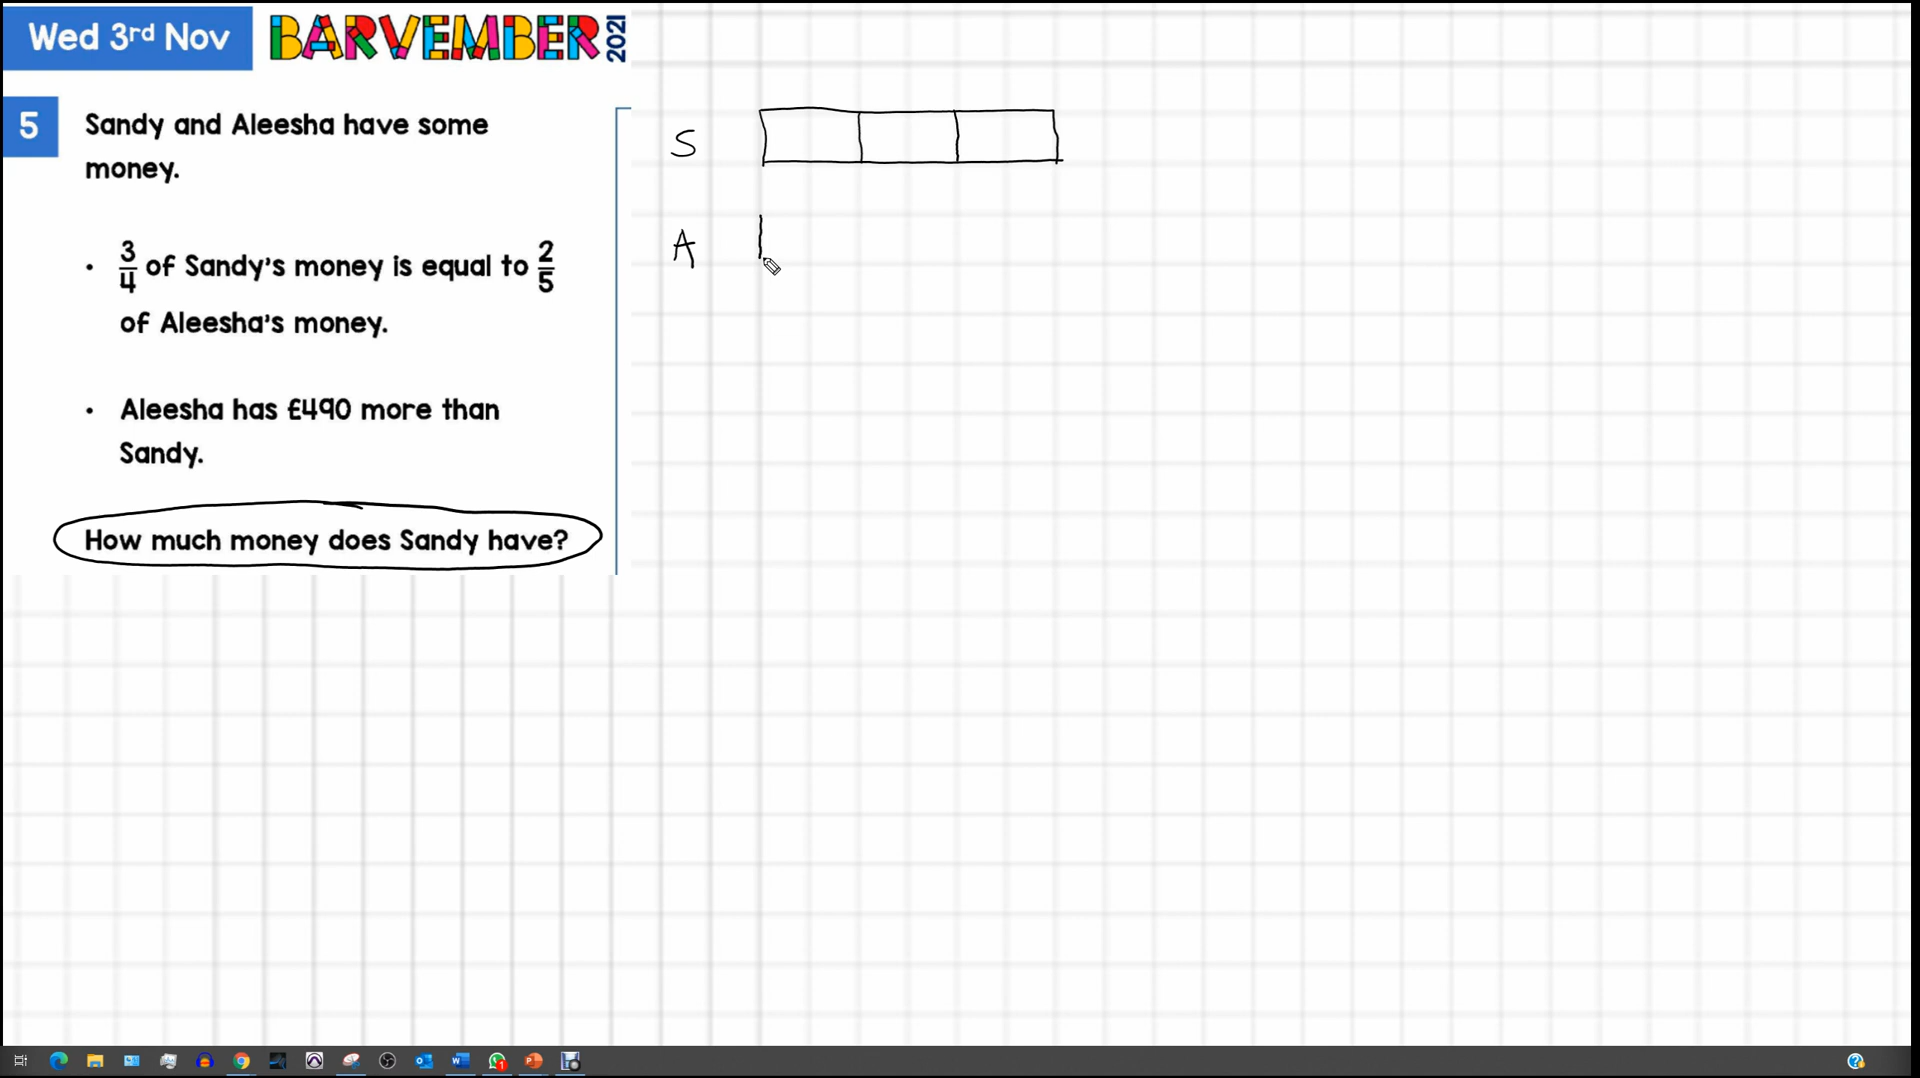 Wed 3rd Nov
BARVEMBER 2021
5
Sandy and Aleesha have some
money.
• 3/4 of Sandy's money is equal to 2/5
of Aleesha's money.
• Aleesha has £490 more than
Sandy.
How much money does Sandy have?
S
A